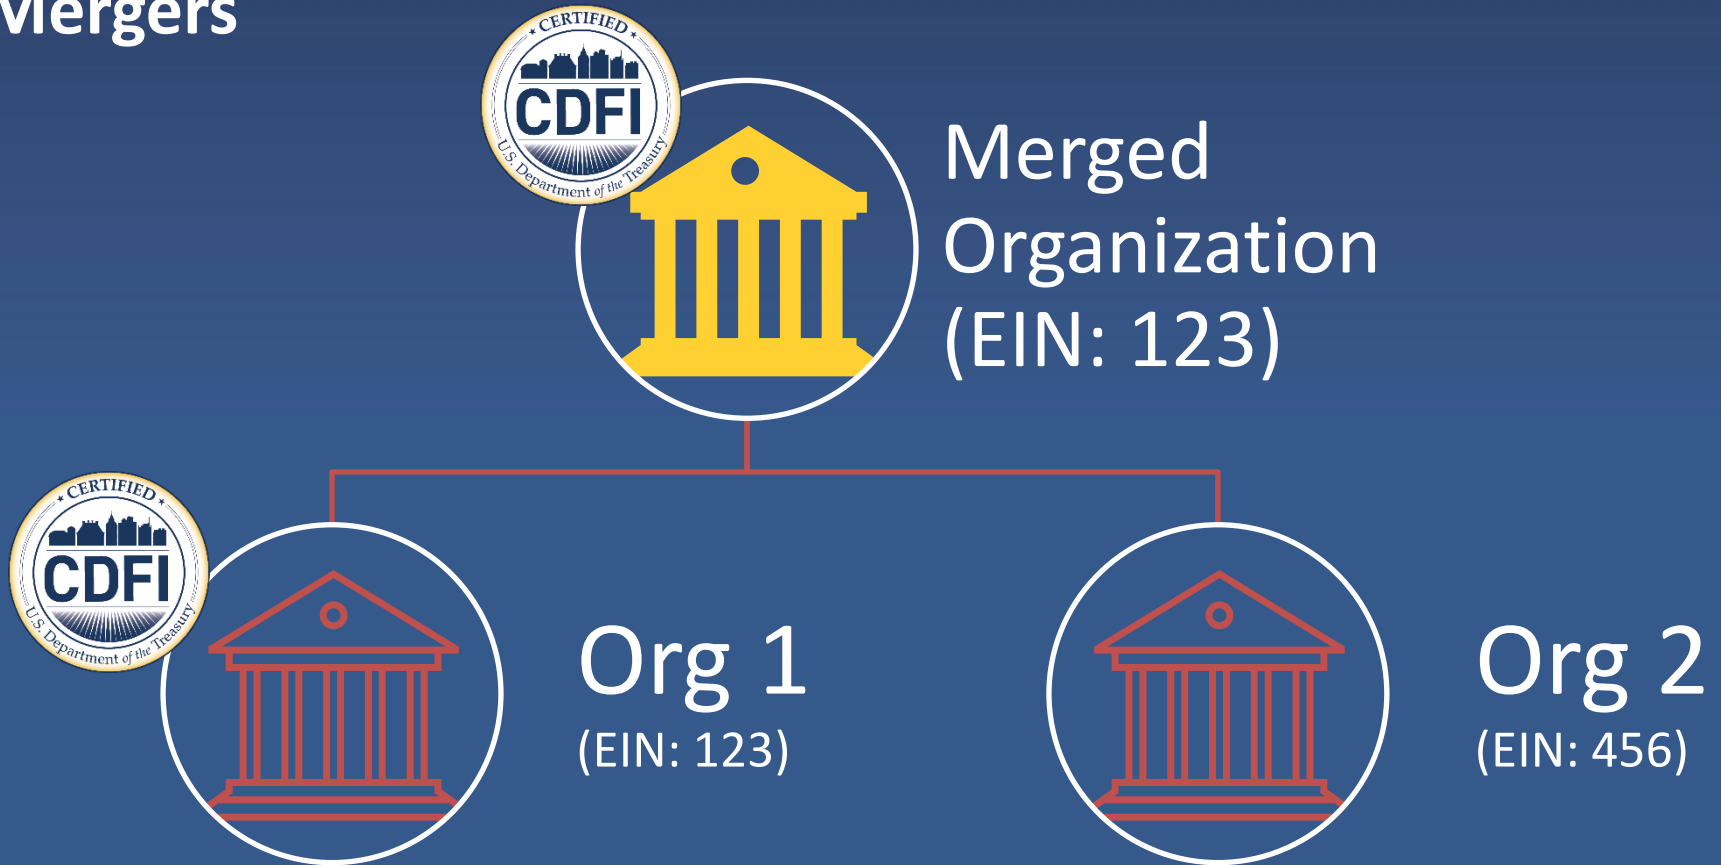 Mergers
★ CERTIFIED ★
CDFI
U.S. Department of the Treasury
Merged
Organization
(EIN: 123)
★ CERTIFIED ★
CDFI
U.S. Department of the Treasury
Org 1
(EIN: 123)
Org 2
(EIN: 456)